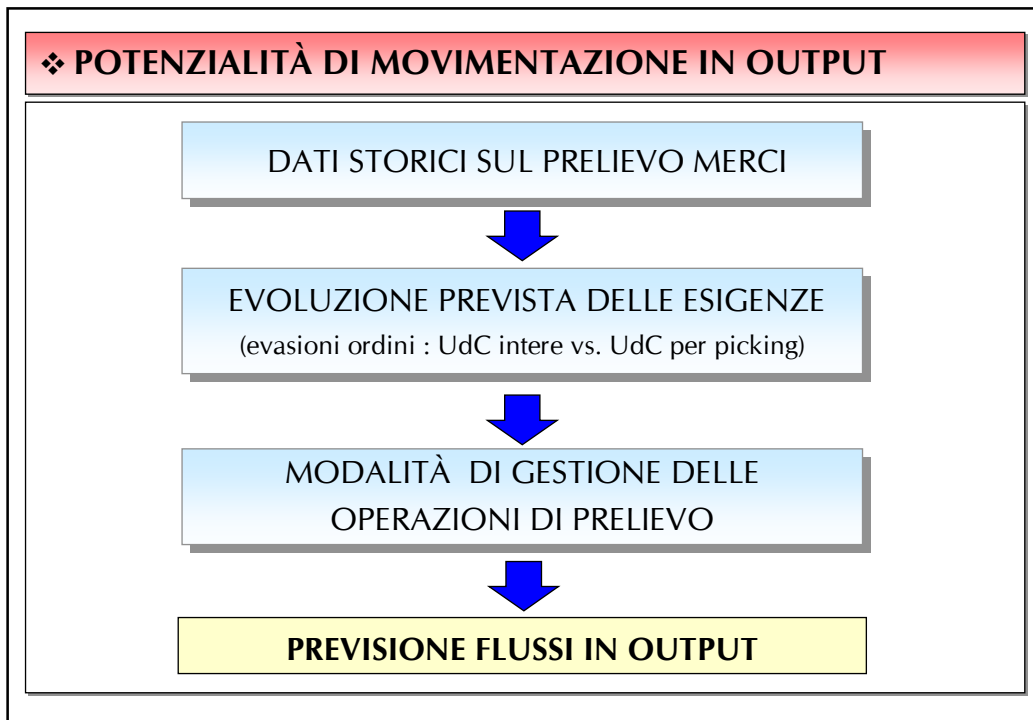 ❖ POTENZIALITÀ DI MOVIMENTAZIONE IN OUTPUT
DATI STORICI SUL PRELIEVO MERCI
EVOLUZIONE PREVISTA DELLE ESIGENZE
(evasioni ordini : UdC intere vs. UdC per picking)
MODALITÀ DI GESTIONE DELLE
OPERAZIONI DI PRELIEVO
PREVISIONE FLUSSI IN OUTPUT